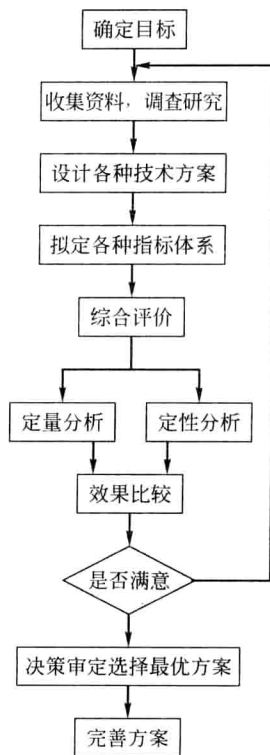 确定目标
收集资料，调查研究
设计各种技术方案
拟定各种指标体系
综合评价
定量分析
定性分析
效果比较
是否满意
决策审定选择最优方案
完善方案